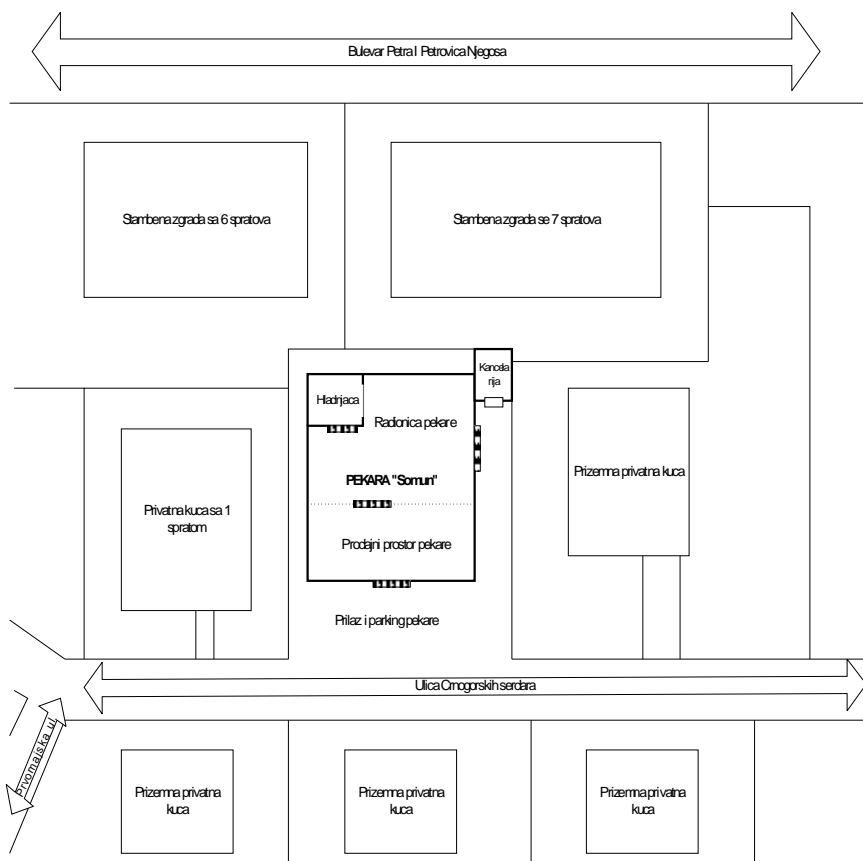 Bulevar Petra I Petrovica Njegosa
Stambena zgrada sa 6 spratova
Stambena zgrada se 7 spratova
Kancela
rija
Hladnjaca
Radionica pekare
PEKARA "Somun"
Prizemna privatna kuca
Privatna kuca sa 1
spratom
Prodajni prostor pekare
Prilaz i parking pekare
Ulica Crnogorskih serdara
Prvomajska ul
Prizemna privatna
kuca
Prizemna privatna
kuca
Prizemna privatna
kuca